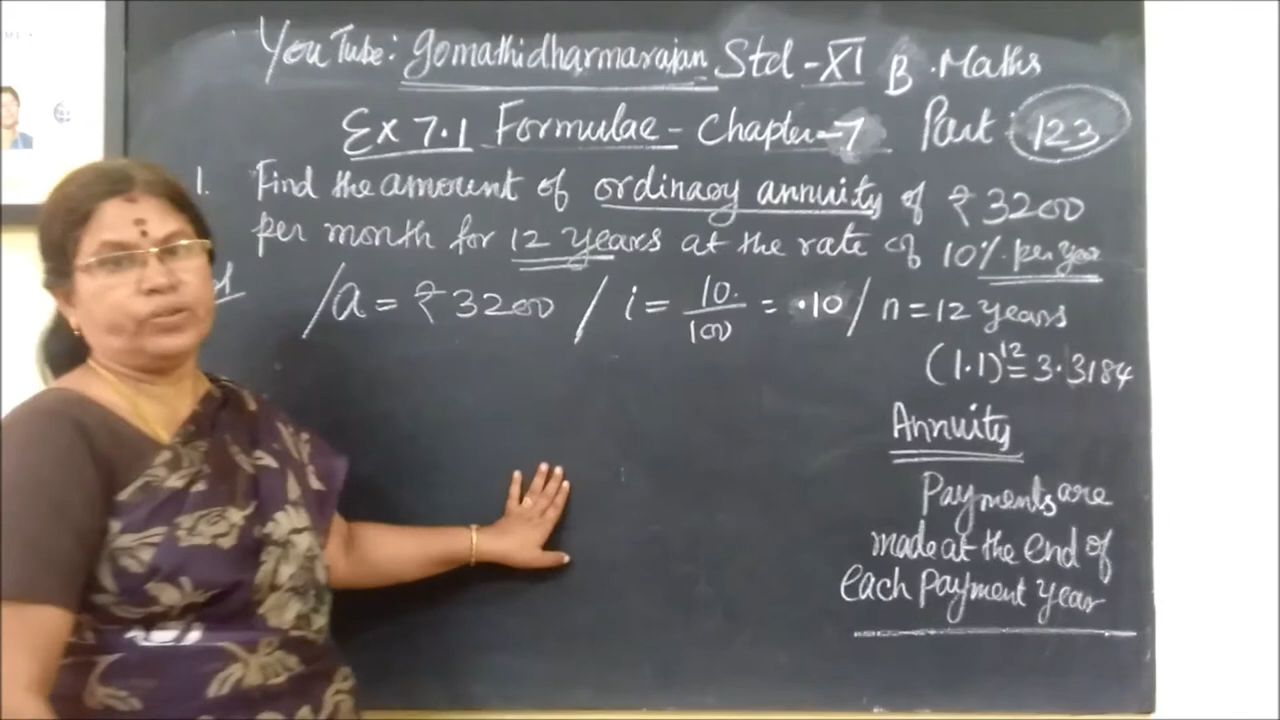 YouTube: gomathidharmarajan Std-XI B.Maths
Ex 7.1 Formulae - Chapter-7 Part: 123
1. Find the amount of ordinary annuity of ₹3200
per month for 12 years at the rate of 10% per year
/a = ₹3200 / i = 10/100 = .10 / n = 12 years
(1.1)^12 = 3.3184
Annuity
Payments are
made at the end of
each payment year